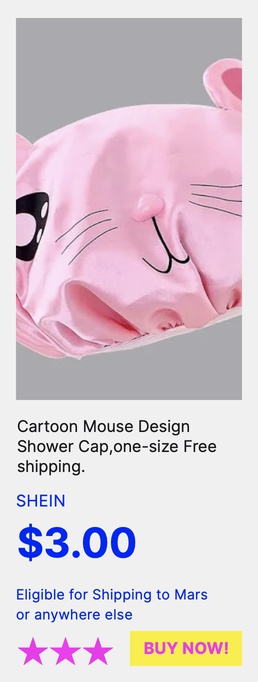 Cartoon Mouse Design
Shower Cap,one-size Free
shipping.
SHEIN
$3.00
Eligible for Shipping to Mars
or anywhere else
BUY NOW!